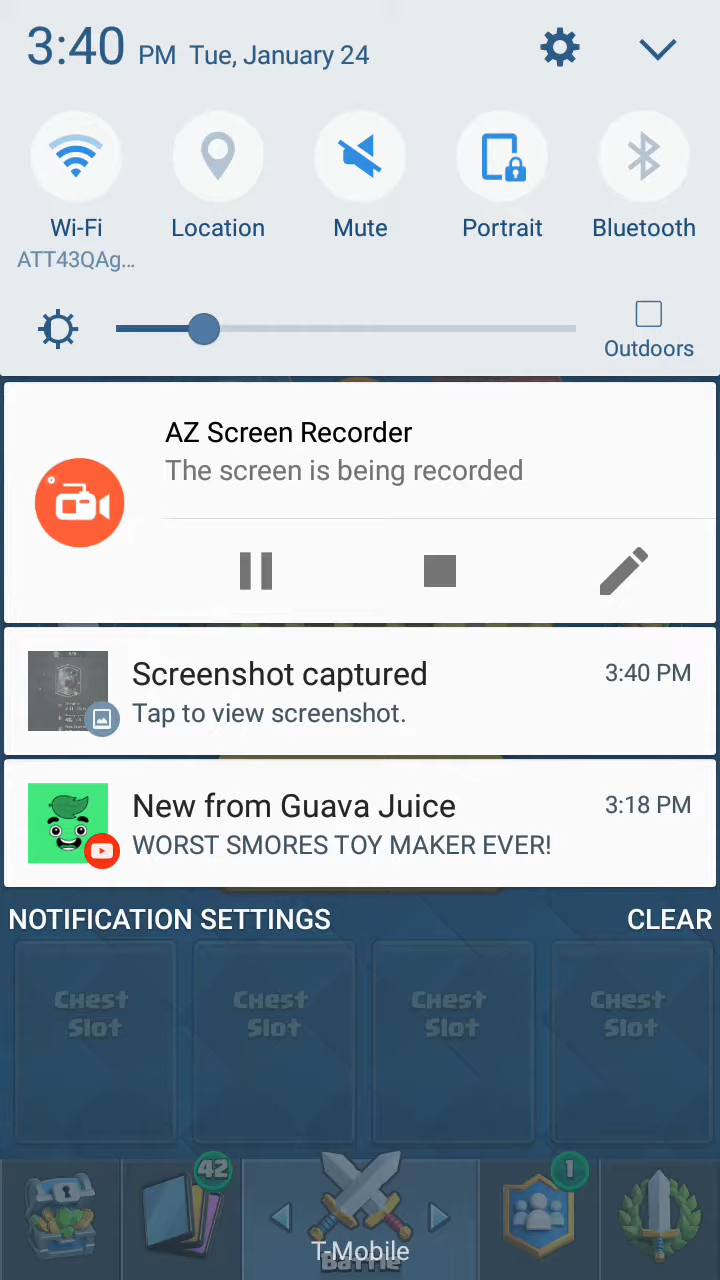 3:40 PM Tue, January 24
Wi-Fi
ATT43QAg...
Location
Mute
Portrait
Bluetooth
Outdoors
AZ Screen Recorder
The screen is being recorded
Screenshot captured
3:40 PM
Tap to view screenshot.
New from Guava Juice
3:18 PM
WORST SMORES TOY MAKER EVER!
NOTIFICATION SETTINGS
CLEAR
Chest
Slot
Chest
Slot
Chest
Slot
Chest
Slot
42
1
T-Mobile
Battle